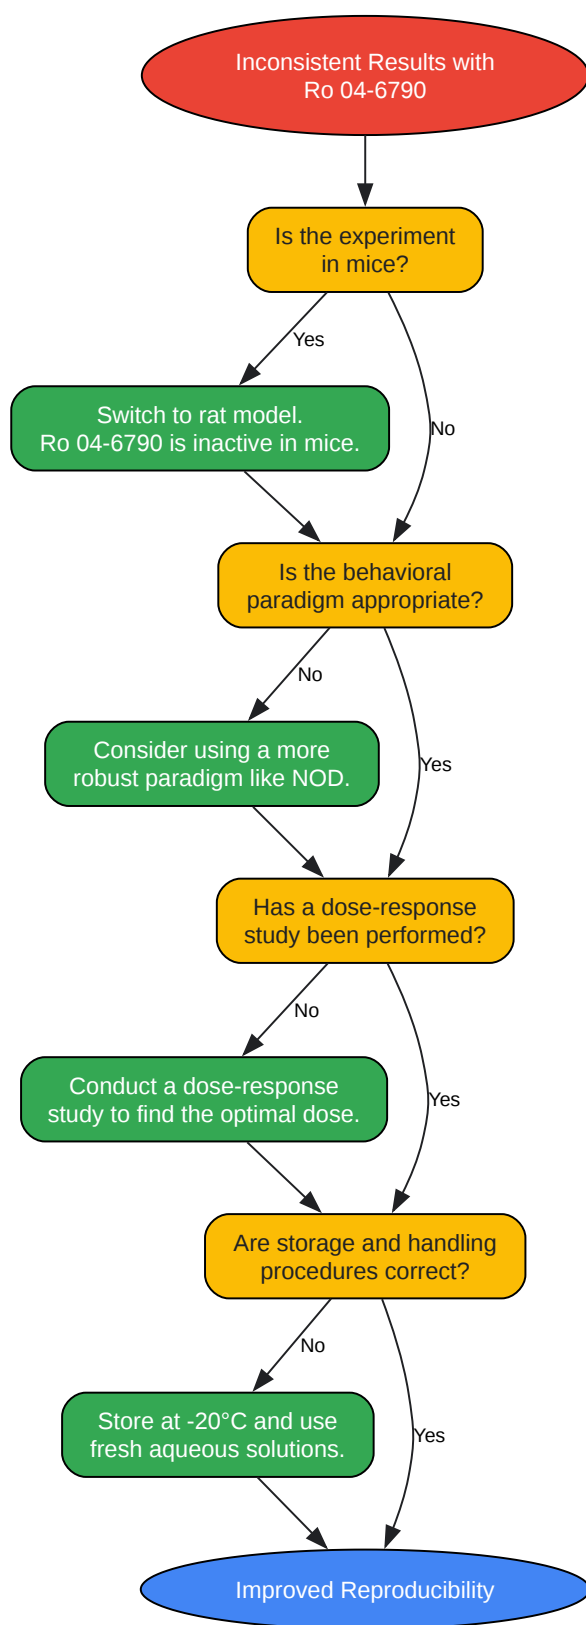 Inconsistent Results with
Ro 04-6790
Is the experiment
in mice?
Yes
No
Switch to rat model.
Ro 04-6790 is inactive in mice.
Is the behavioral
paradigm appropriate?
No
Yes
Consider using a more
robust paradigm like NOD.
Has a dose-response
study been performed?
No
Yes
Conduct a dose-response
study to find the optimal dose.
Are storage and handling
procedures correct?
No
Yes
Store at -20°C and use
fresh aqueous solutions.
Improved Reproducibility